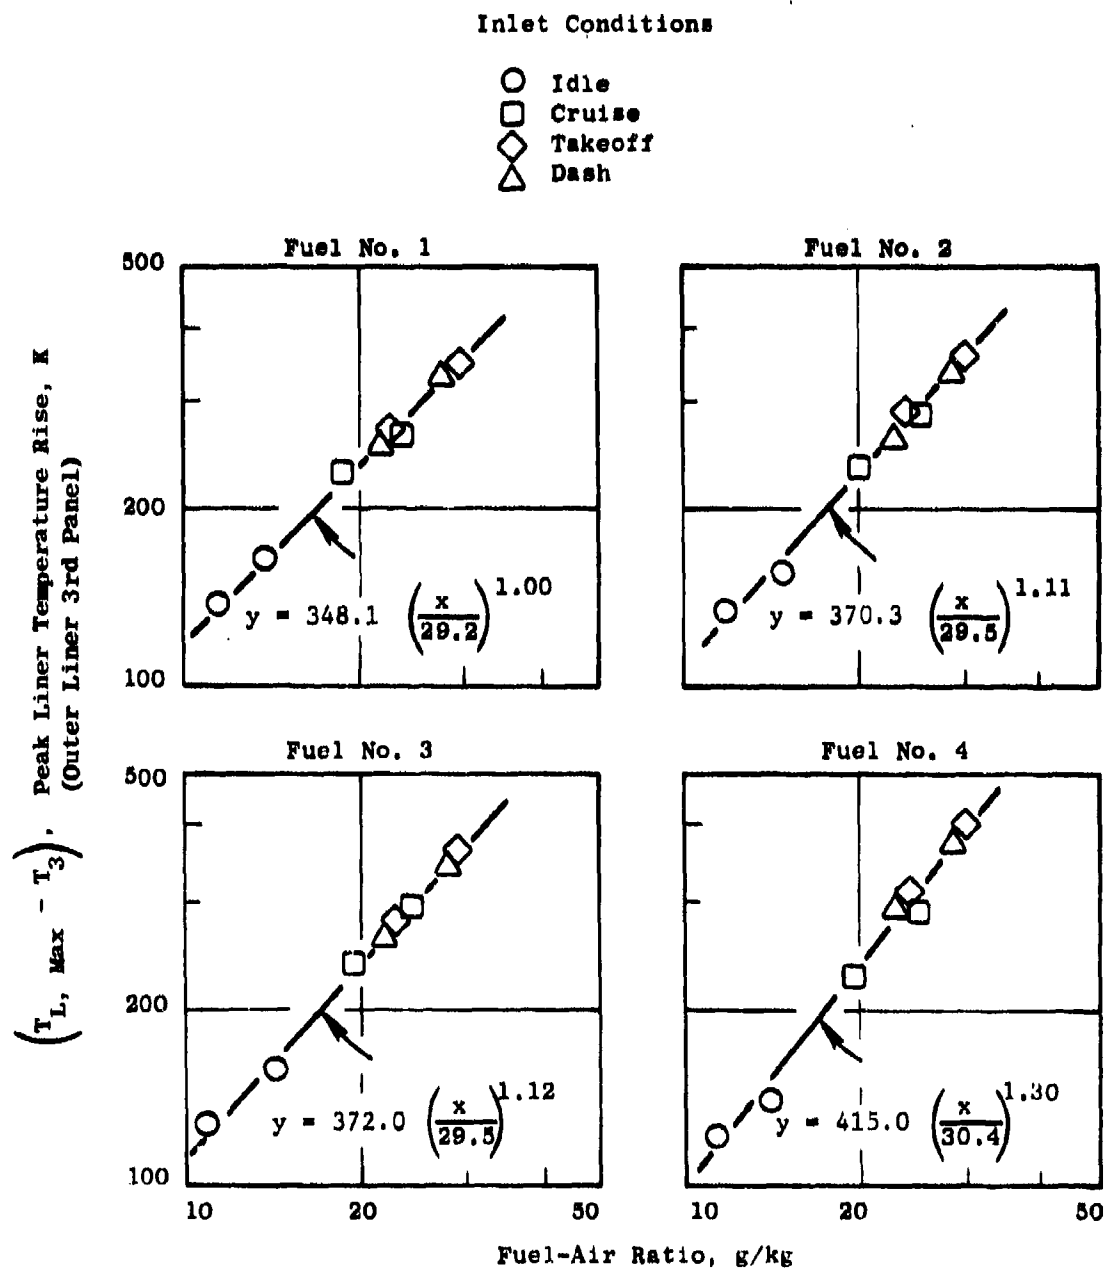 Inlet Conditions
Idle
Cruise
Takeoff
Dash
(T_L, Max - T_3), Peak Liner Temperature Rise, K
(Outer Liner 3rd Panel)
Fuel No. 1
500
200
100
y = 348.1 (x/29.2)^1.00
Fuel No. 2
y = 370.3 (x/29.5)^1.11
Fuel No. 3
500
200
100
y = 372.0 (x/29.5)^1.12
10 20 50
Fuel No. 4
y = 415.0 (x/30.4)^1.30
10 20 50
Fuel-Air Ratio, g/kg